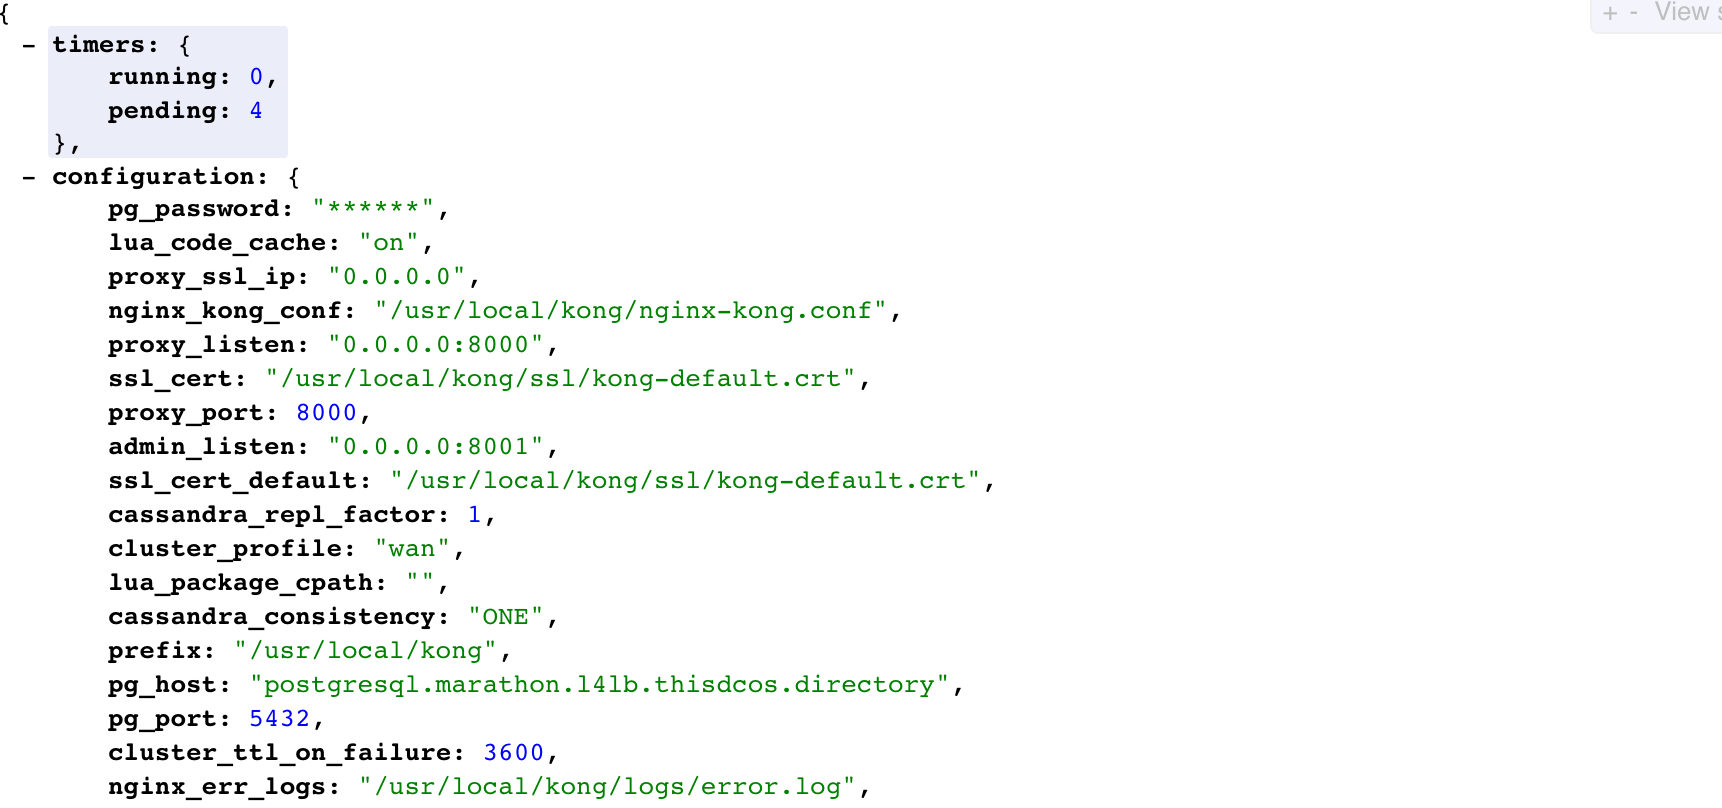 {
+ - View
- timers: {
running: 0,
pending: 4
},
- configuration: {
pg_password: "******",
lua_code_cache: "on",
proxy_ssl_ip: "0.0.0.0",
nginx_kong_conf: "/usr/local/kong/nginx-kong.conf",
proxy_listen: "0.0.0.0:8000",
ssl_cert: "/usr/local/kong/ssl/kong-default.crt",
proxy_port: 8000,
admin_listen: "0.0.0.0:8001",
ssl_cert_default: "/usr/local/kong/ssl/kong-default.crt",
cassandra_repl_factor: 1,
cluster_profile: "wan",
lua_package_cpath: "",
cassandra_consistency: "ONE",
prefix: "/usr/local/kong",
pg_host: "postgresql.marathon.l4lb.thisdcos.directory",
pg_port: 5432,
cluster_ttl_on_failure: 3600,
nginx_err_logs: "/usr/local/kong/logs/error.log",